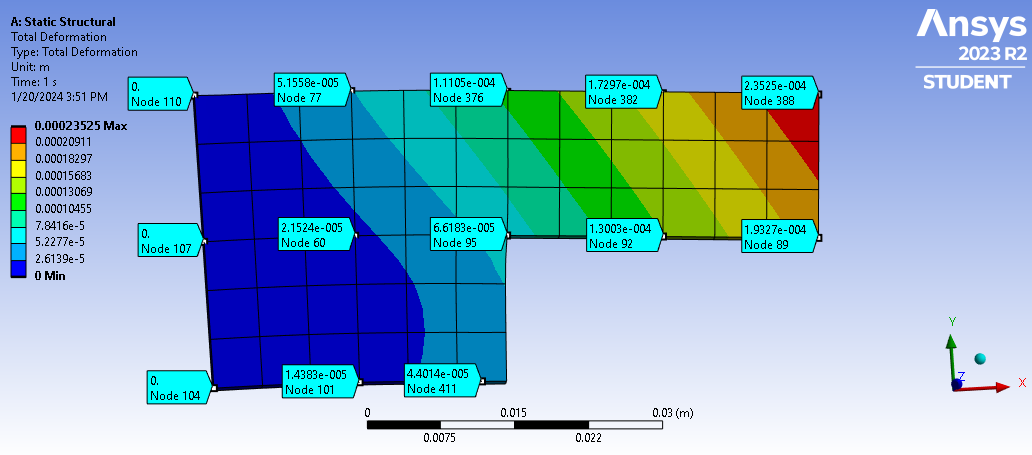 A: Static Structural
Total Deformation
Type: Total Deformation
Unit: m
Time: 1 s
1/20/2024 3:51 PM
Ansys
2023 R2
STUDENT
0.00023525 Max
0.00020911
0.00018297
0.00015683
0.00013069
0.00010455
7.8416e-5
5.2277e-5
2.6139e-5
0 Min
0.
Node 110
5.1558e-005
Node 77
1.1105e-004
Node 376
1.7297e-004
Node 382
2.3525e-004
Node 388
0.
Node 107
2.1524e-005
Node 60
6.6183e-005
Node 95
1.3003e-004
Node 92
1.9327e-004
Node 89
0.
Node 104
1.4383e-005
Node 101
4.4014e-005
Node 411
Y
Z
X
0
0.015
0.03 (m)
0.0075
0.022